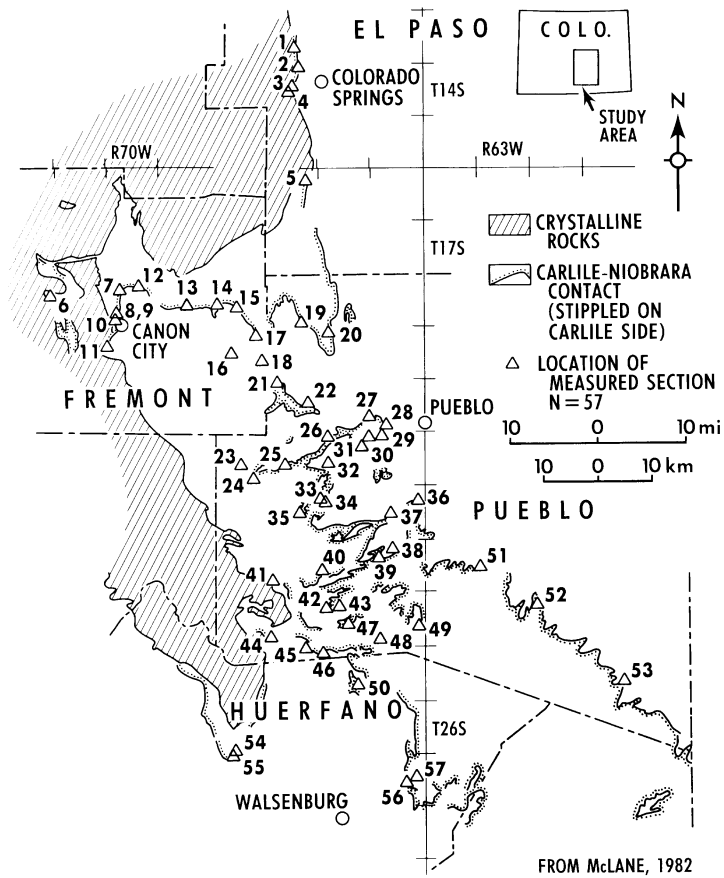 EL PASO
COLO.
STUDY
AREA
N
1
2
3
4
COLORADO
SPRINGS
T14S
R70W
R63W
5
T17S
CRYSTALLINE
ROCKS
CARLILE-NIOBRARA
CONTACT
(STIPPLED ON
CARLILE SIDE)
LOCATION OF
MEASURED SECTION
N=57
10 0 10 mi
10 0 10 km
6
7
12
13
14
15
8,9
10
CANON
CITY
11
16
17
18
19
20
21
22
FREMONT
27
28
PUEBLO
26
29
30
31
32
23
24
25
33
34
35
36
37
PUEBLO
38
39
40
41
42
43
44
45
46
47
48
49
50
51
52
53
HUERFANO
T26S
54
55
56
57
WALSENBURG
FROM McLANE, 1982